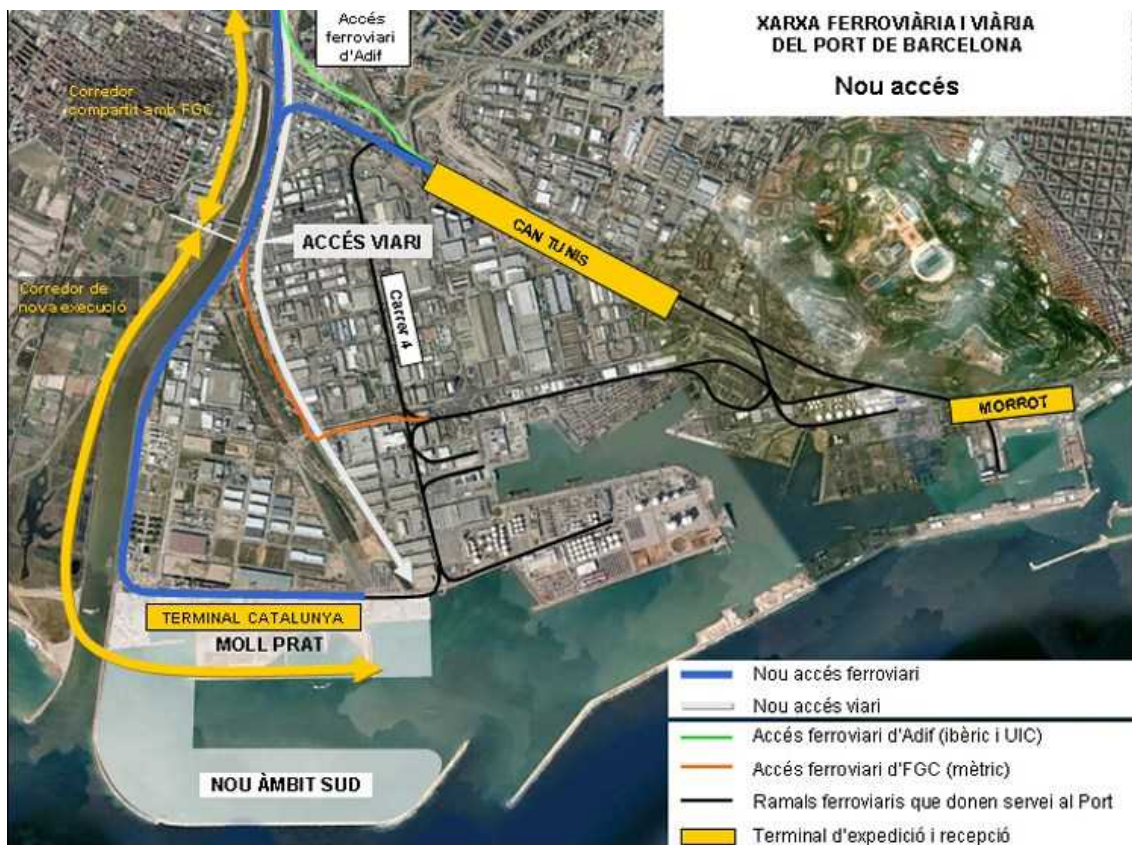 Accés
ferroviari
d'Adif
XARXA FERROVIÀRIA I VIÀRIA
DEL PORT DE BARCELONA
Nou accés
Corredor
compartit amb FGC
CAN TUNIS
ACCÉS VIARI
Corredor de
nova execució
Carrer 4
MORROT
TERMINAL CATALUNYA
MOLL PRAT
NOU ÀMBIT SUD
Nou accés ferroviari
Nou accés viari
Accés ferroviari d'Adif (ibèric i UIC)
Accés ferroviari d'FGC (mètric)
Ramals ferroviaris que donen servei al Port
Terminal d'expedició i recepció